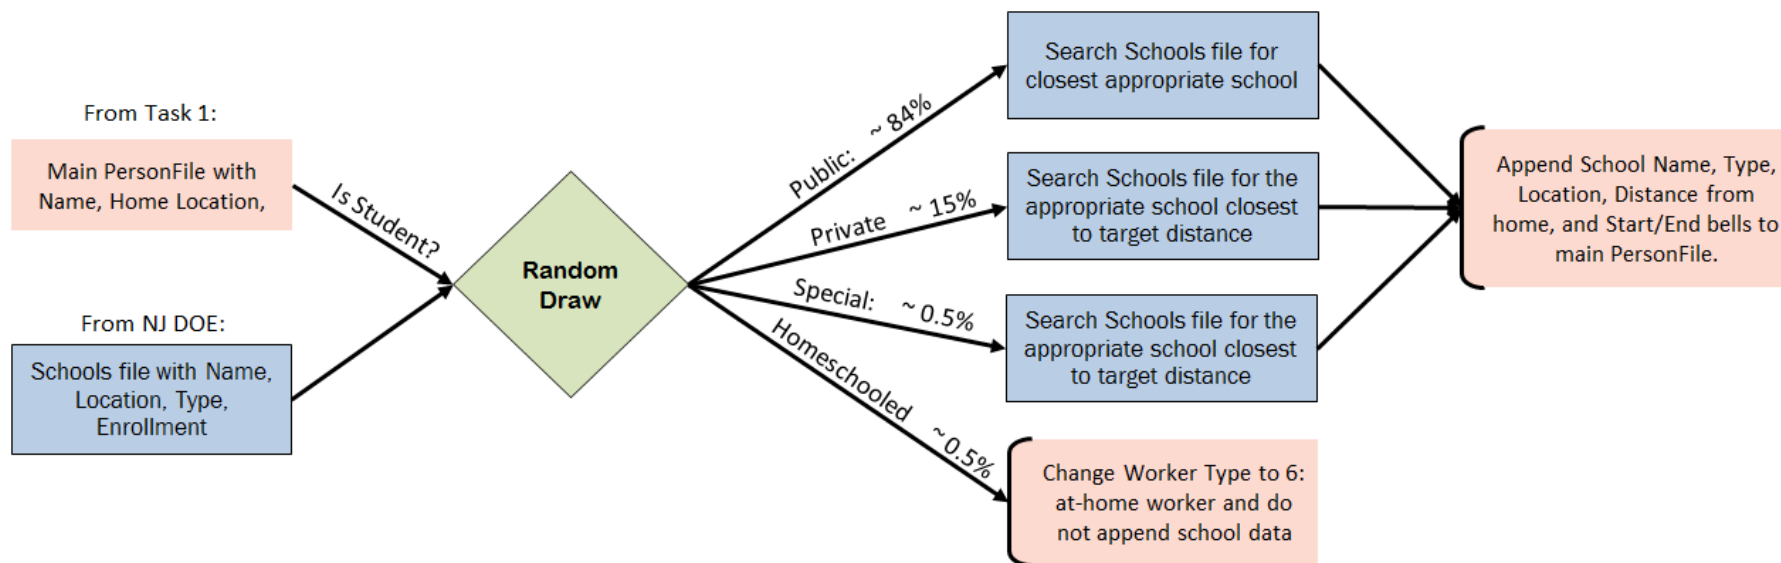 From Task 1:
Main PersonFile with
Name, Home Location,
Is Student?
From NJ DOE:
Schools file with Name,
Location, Type,
Enrollment
Random
Draw
Public: ~ 84%
Private ~ 15%
Special: ~ 0.5%
Homeschooled ~0.5%
Search Schools file for
closest appropriate school
Search Schools file for the
appropriate school closest
to target distance
Search Schools file for the
appropriate school closest
to target distance
Change Worker Type to 6:
at-home worker and do
not append school data
Append School Name, Type,
Location, Distance from
home, and Start/End bells to
main PersonFile.